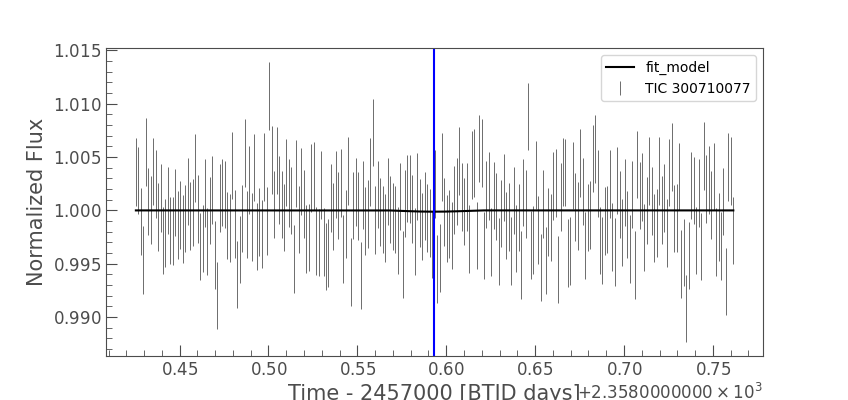 1.015
1.010
1.005
1.000
0.995
0.990
Normalized Flux
fit_model
TIC 300710077
0.45 0.50 0.55 0.60 0.65 0.70 0.75
Time - 2457000 [BTJD days]
+2.3580000000 × 10³